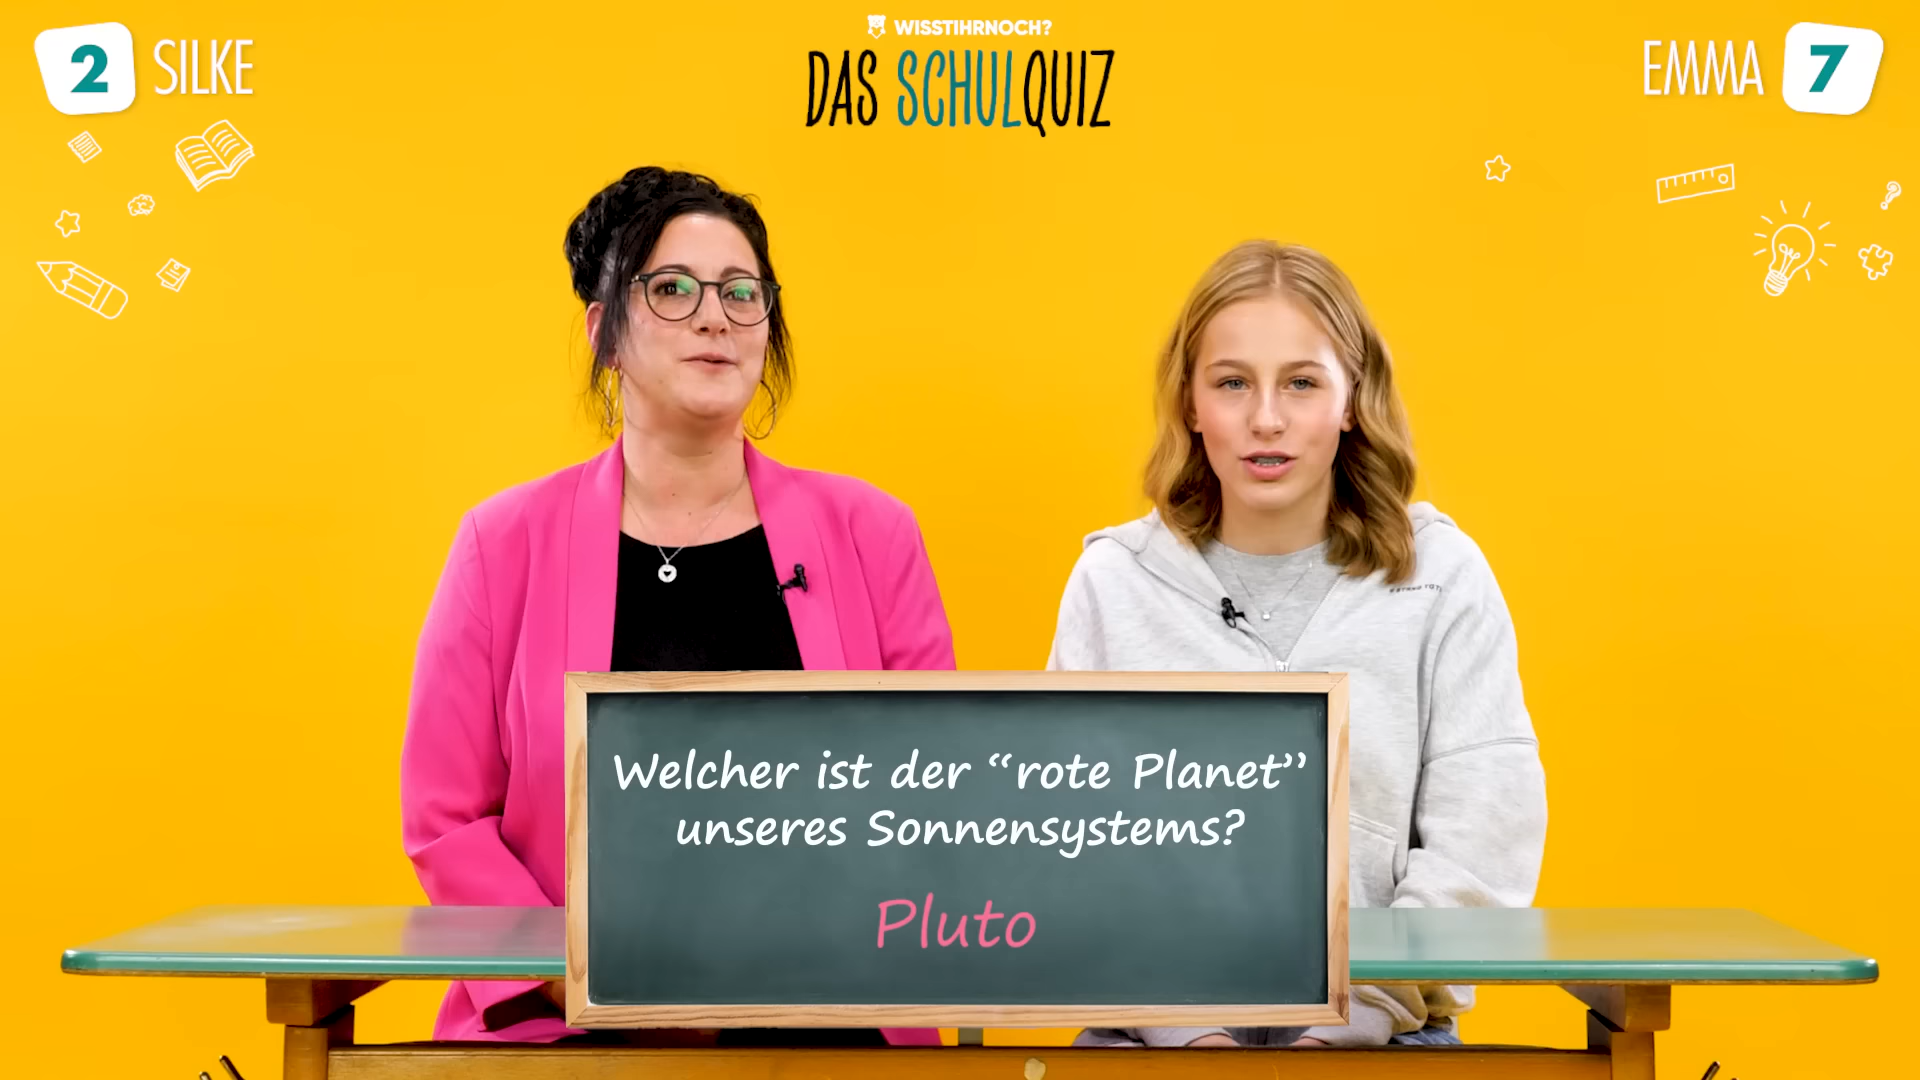 WISSTIHRNOCH?
DAS SCHULQUIZ
2 SILKE
EMMA 7
Welcher ist der “rote Planet”
unseres Sonnensystems?
Pluto